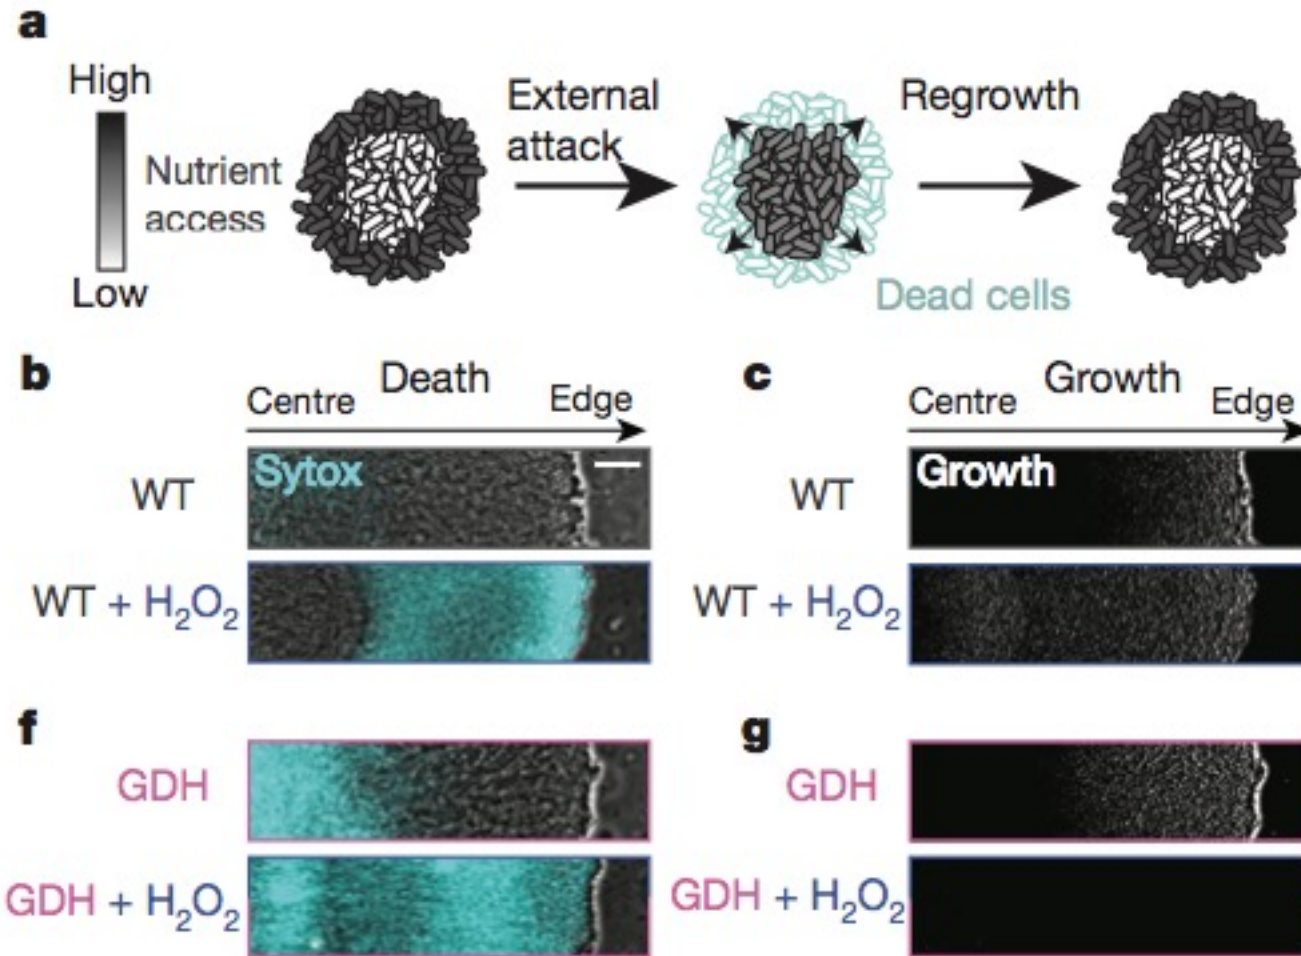 a
High
Nutrient
access
Low
External
attack
Regrowth
Dead cells
b
Death
Centre
Edge
WT
Sytox
WT + H₂O₂
c
Growth
Centre
Edge
WT
Growth
WT + H₂O₂
f
GDH
GDH + H₂O₂
g
GDH
GDH + H₂O₂